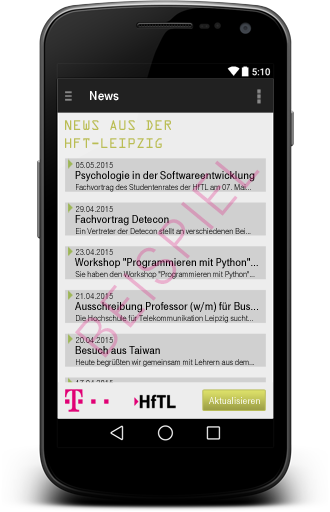 5:10
News
NEWS AUS DER
HFT-LEIPZIG
05.05.2015
Psychologie in der Softwareentwicklung
Fachvortrag des Studentenrates der HfTL am 07. Mai...
29.04.2015
Fachvortrag Detecon
Ein Vertreter der Detecon stellt an verschiedenen Bei...
23.04.2015
Workshop "Programmieren mit Python"...
Sie haben den Workshop "Programmieren mit Python"...
21.04.2015
Ausschreibung Professor (w/m) für Bus...
Die Hochschule für Telekommunikation Leipzig sucht...
20.04.2015
Besuch aus Taiwan
Heute begrüßten wir gemeinsam mit Lehrern aus dem...
17.04.2015
BEISPIEL
T HfTL Aktualisieren